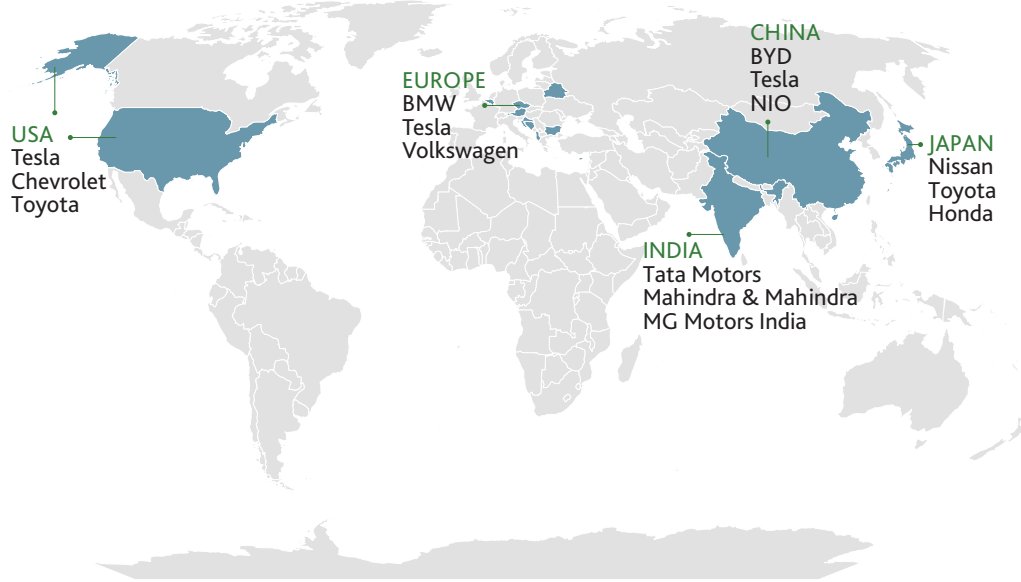 USA
Tesla
Chevrolet
Toyota
EUROPE
BMW
Tesla
Volkswagen
CHINA
BYD
Tesla
NIO
JAPAN
Nissan
Toyota
Honda
INDIA
Tata Motors
Mahindra & Mahindra
MG Motors India